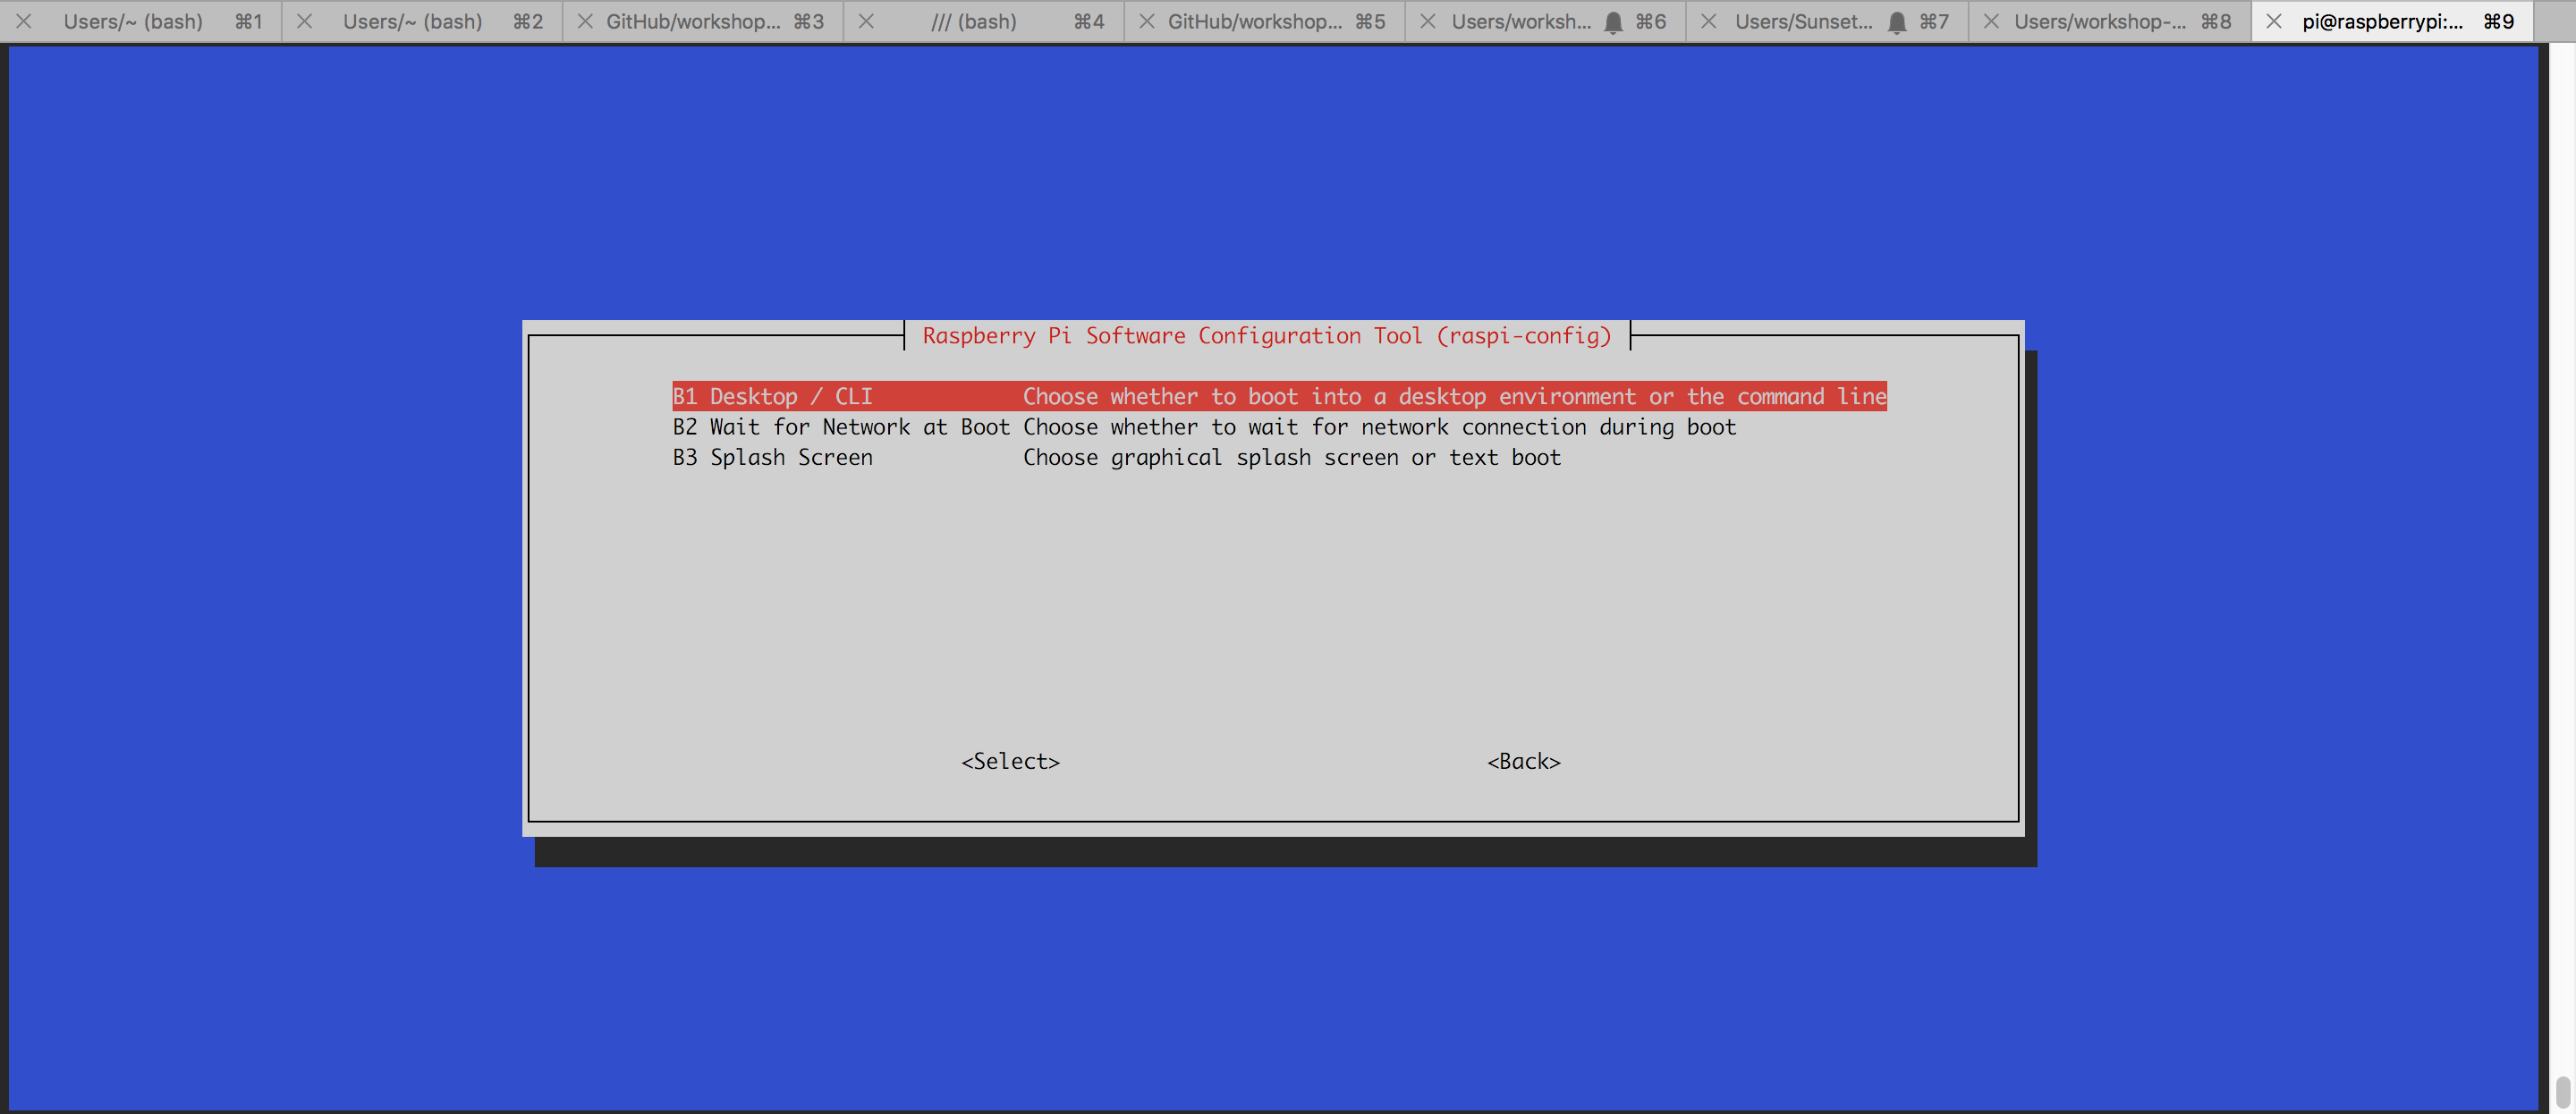 Users/~ (bash) ⌘1 Users/~ (bash) ⌘2 GitHub/workshop... ⌘3 /// (bash) ⌘4 GitHub/workshop... ⌘5 Users/worksh... ⌘6 Users/Sunset... ⌘7 Users/workshop-... ⌘8 pi@raspberrypi:... ⌘9
Raspberry Pi Software Configuration Tool (raspi-config)
B1 Desktop / CLI Choose whether to boot into a desktop environment or the command line
B2 Wait for Network at Boot Choose whether to wait for network connection during boot
B3 Splash Screen Choose graphical splash screen or text boot
<Select> <Back>